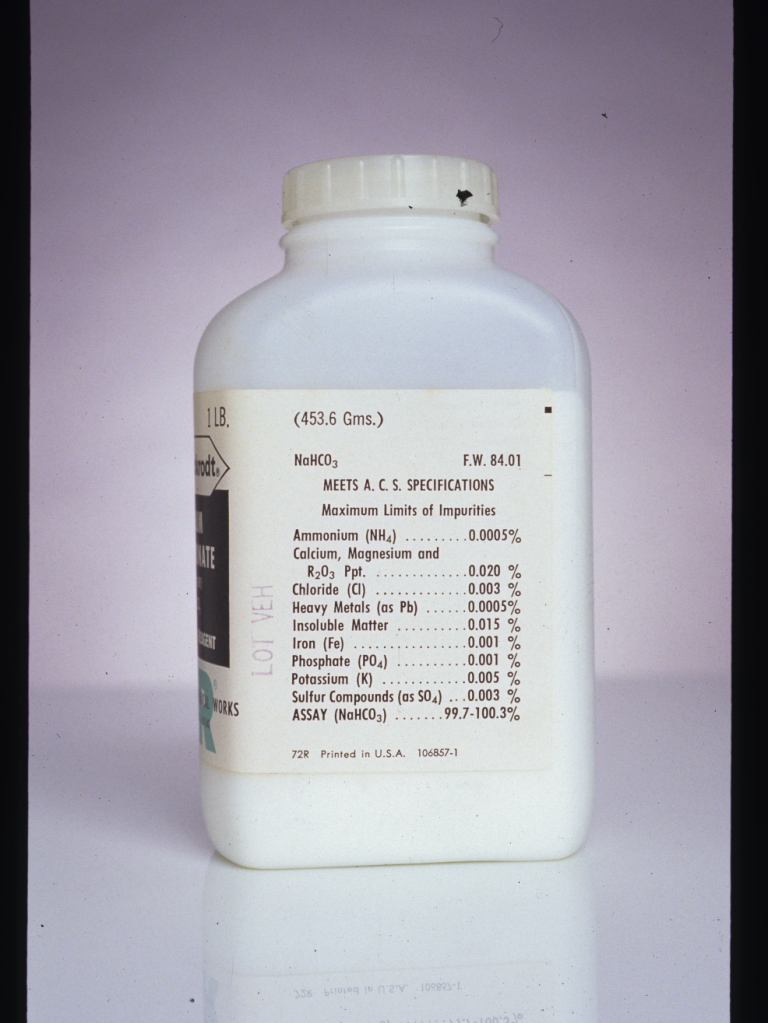 1 LB. (453.6 Gms.)
NaHCO₃ F.W. 84.01
MEETS A. C. S. SPECIFICATIONS
Maximum Limits of Impurities
Ammonium (NH₄) .........0.0005%
Calcium, Magnesium and
R₂O₃ Ppt. .............0.020 %
Chloride (Cl) .............0.003 %
Heavy Metals (as Pb) ......0.0005%
Insoluble Matter ...........0.015 %
Iron (Fe) .................0.001 %
Phosphate (PO₄) ...........0.001 %
Potassium (K) .............0.005 %
Sulfur Compounds (as SO₄) ...0.003 %
ASSAY (NaHCO₃) .......99.7-100.3%
72R Printed in U.S.A. 106857-1
LOT VEH
WORKS